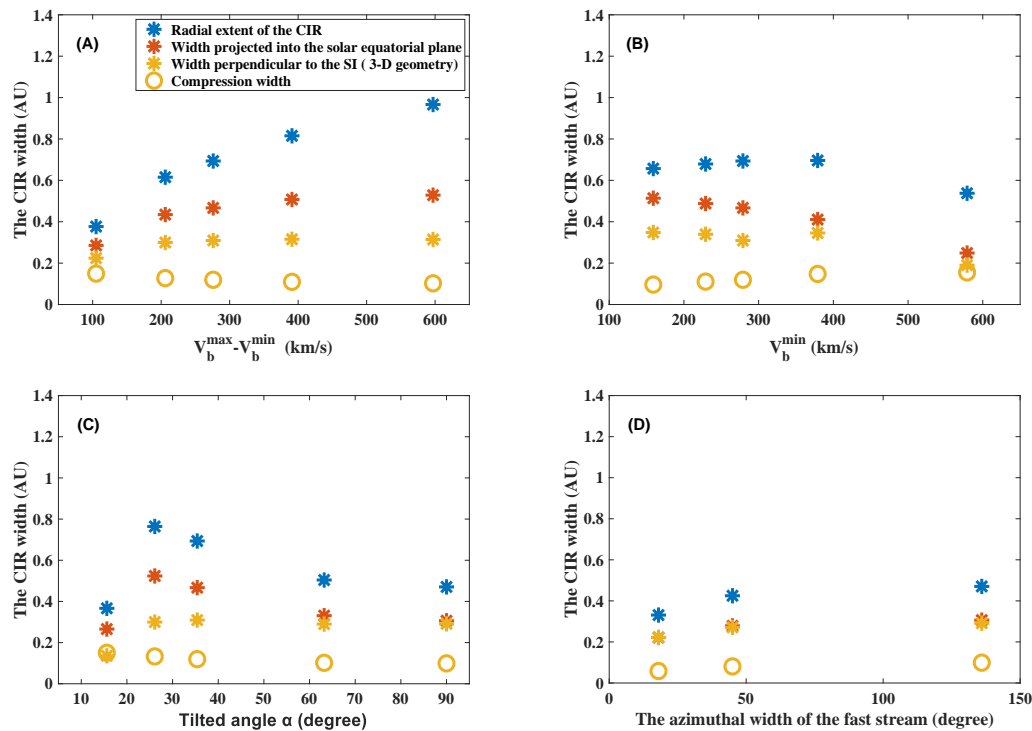 (A)
Radial extent of the CIR
Width projected into the solar equatorial plane
Width perpendicular to the SI ( 3-D geometry)
Compression width
The CIR width (AU)
1.4
1.2
1
0.8
0.6
0.4
0.2
0
100 200 300 400 500 600
V_b^max-V_b^min (km/s)
(B)
The CIR width (AU)
1.4
1.2
1
0.8
0.6
0.4
0.2
0
100 200 300 400 500 600
V_b^min (km/s)
(C)
The CIR width (AU)
1.4
1.2
1
0.8
0.6
0.4
0.2
0
10 20 30 40 50 60 70 80 90
Tilted angle α (degree)
(D)
The CIR width (AU)
1.4
1.2
1
0.8
0.6
0.4
0.2
0
0 50 100 150
The azimuthal width of the fast stream (degree)